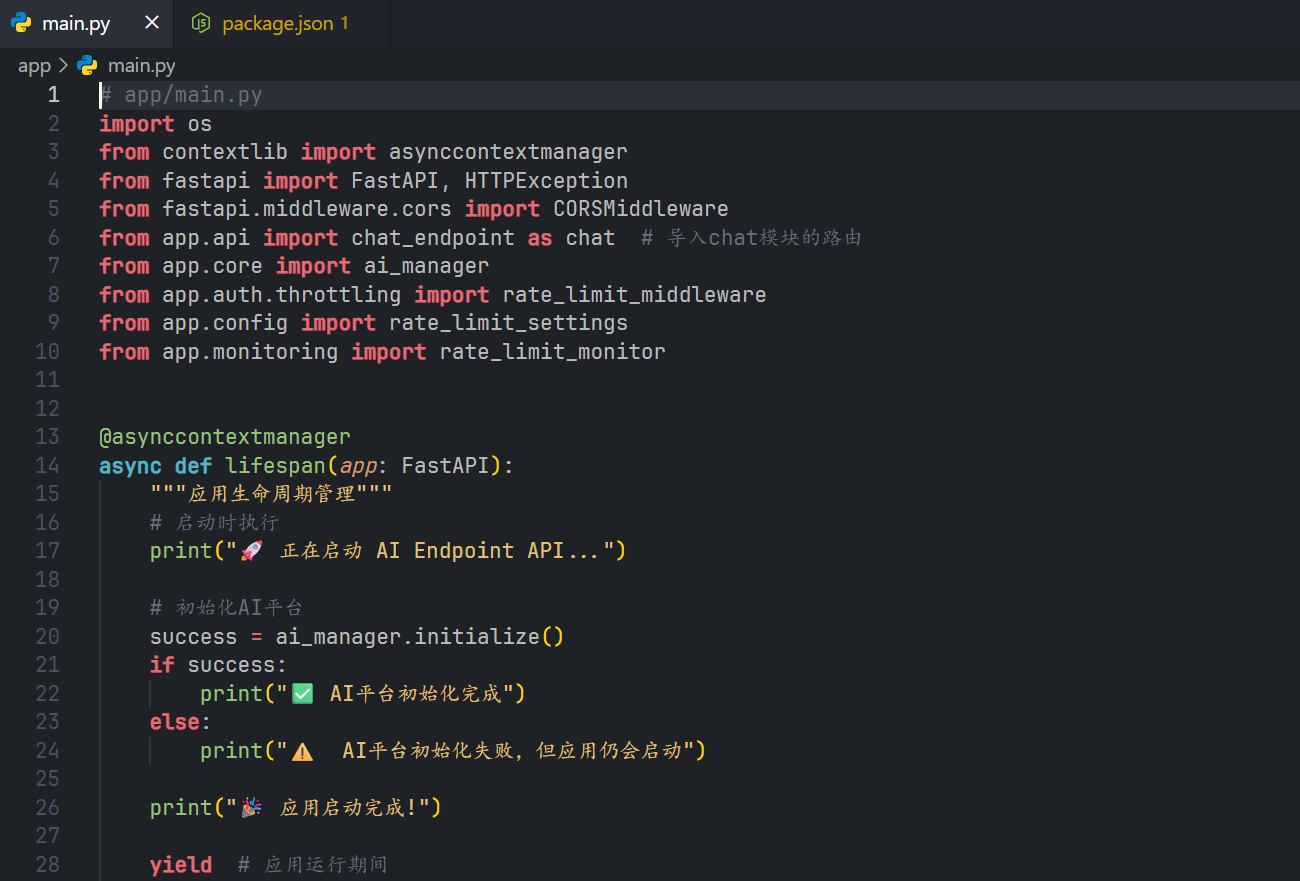 main.py
package.json 1
app > main.py
1 # app/main.py
2 import os
3 from contextlib import asynccontextmanager
4 from fastapi import FastAPI, HTTPException
5 from fastapi.middleware.cors import CORSMiddleware
6 from app.api import chat_endpoint as chat  # 导入chat模块的路由
7 from app.core import ai_manager
8 from app.auth.throttling import rate_limit_middleware
9 from app.config import rate_limit_settings
10 from app.monitoring import rate_limit_monitor
11
12
13 @asynccontextmanager
14 async def lifespan(app: FastAPI):
15     """应用生命周期管理"""
16     # 启动时执行
17     print("🚀 正在启动 AI Endpoint API...")
18
19     # 初始化AI平台
20     success = ai_manager.initialize()
21     if success:
22         print("✅ AI平台初始化完成")
23     else:
24         print("⚠️  AI平台初始化失败，但应用仍会启动")
25
26     print("🎉 应用启动完成!")
27
28     yield  # 应用运行期间